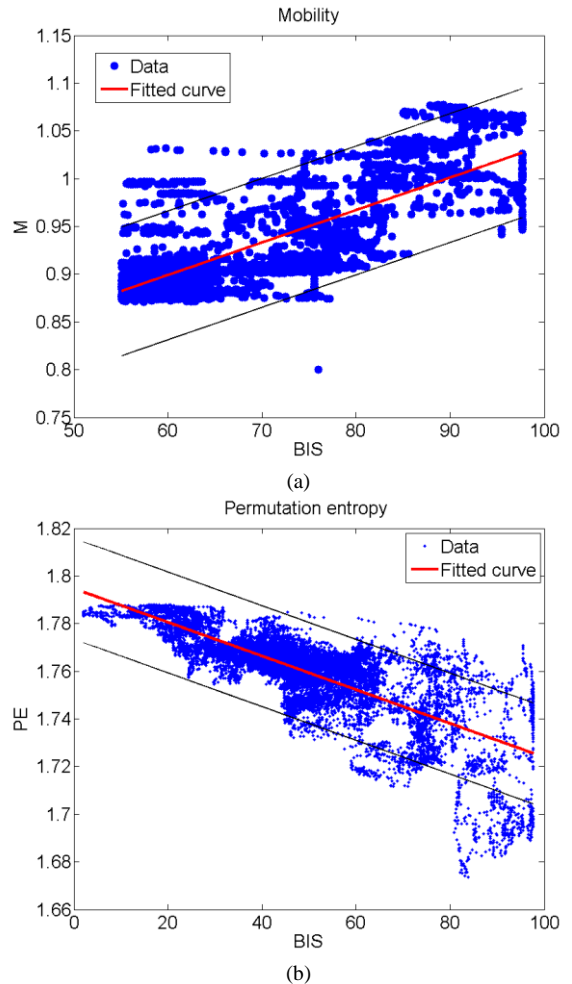 Mobility
1.15
1.1
1.05
1
0.95
0.9
0.85
0.8
0.75
M
Data
Fitted curve
50 60 70 80 90 100
BIS
(a)
Permutation entropy
1.82
1.8
1.78
1.76
1.74
1.72
1.7
1.68
1.66
PE
Data
Fitted curve
0 20 40 60 80 100
BIS
(b)